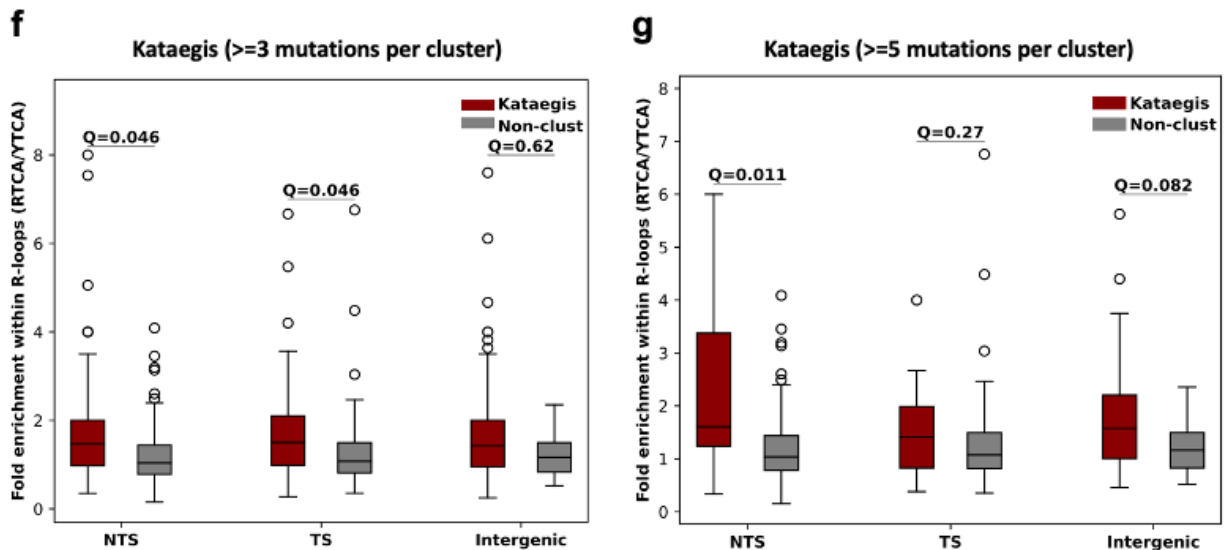 f
Kataegis (>=3 mutations per cluster)
Fold enrichment within R-loops (RTCA/YTCA)
8
6
4
2
0
Kataegis
Non-clust
Q=0.046
Q=0.046
Q=0.62
NTS
TS
Intergenic
g
Kataegis (>=5 mutations per cluster)
Fold enrichment within R-loops (RTCA/YTCA)
8
7
6
5
4
3
2
1
0
Kataegis
Non-clust
Q=0.011
Q=0.27
Q=0.082
NTS
TS
Intergenic